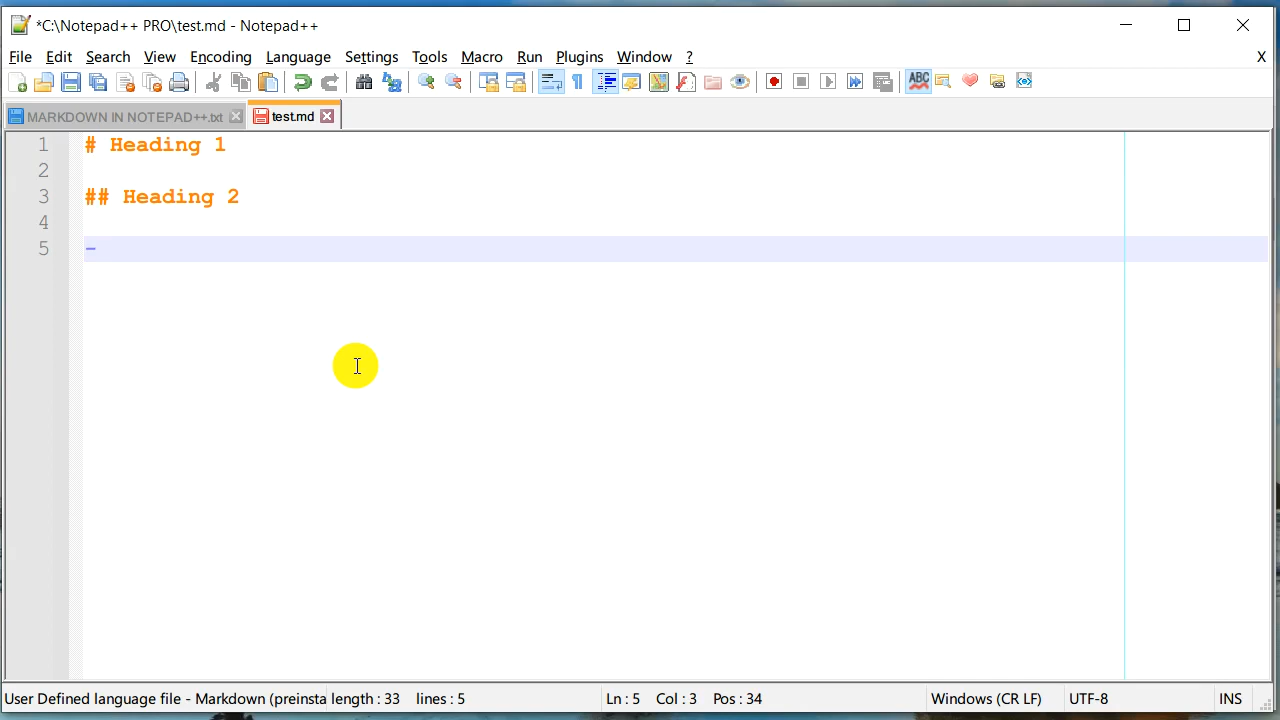 *C:\Notepad++ PRO\test.md - Notepad++
File Edit Search View Encoding Language Settings Tools Macro Run Plugins Window ? X
ABC
MARKDOWN IN NOTEPAD++.txt test.md
1 # Heading 1
2
3 ## Heading 2
4
5 -
User Defined language file - Markdown (preinsta length : 33 lines : 5 Ln : 5 Col : 3 Pos : 34 Windows (CR LF) UTF-8 INS